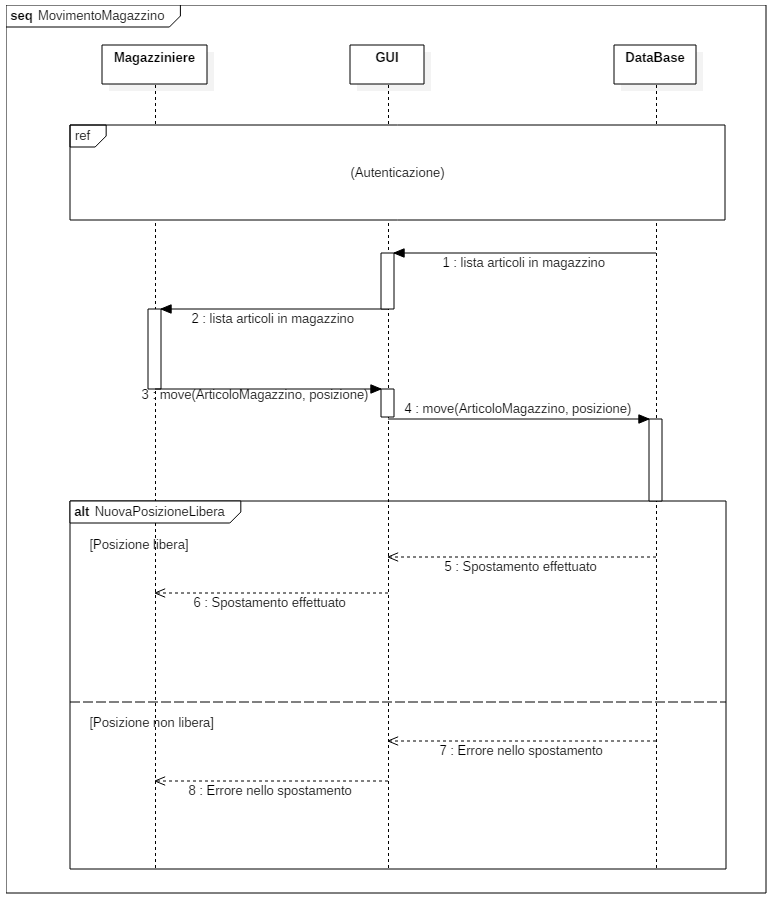 seq MovimentoMagazzino
Magazziniere
GUI
DataBase
ref
(Autenticazione)
1 : lista articoli in magazzino
2 : lista articoli in magazzino
3 : move(ArticoloMagazzino, posizione)
4 : move(ArticoloMagazzino, posizione)
alt NuovaPosizioneLibera
[Posizione libera]
5 : Spostamento effettuato
6 : Spostamento effettuato
[Posizione non libera]
7 : Errore nello spostamento
8 : Errore nello spostamento